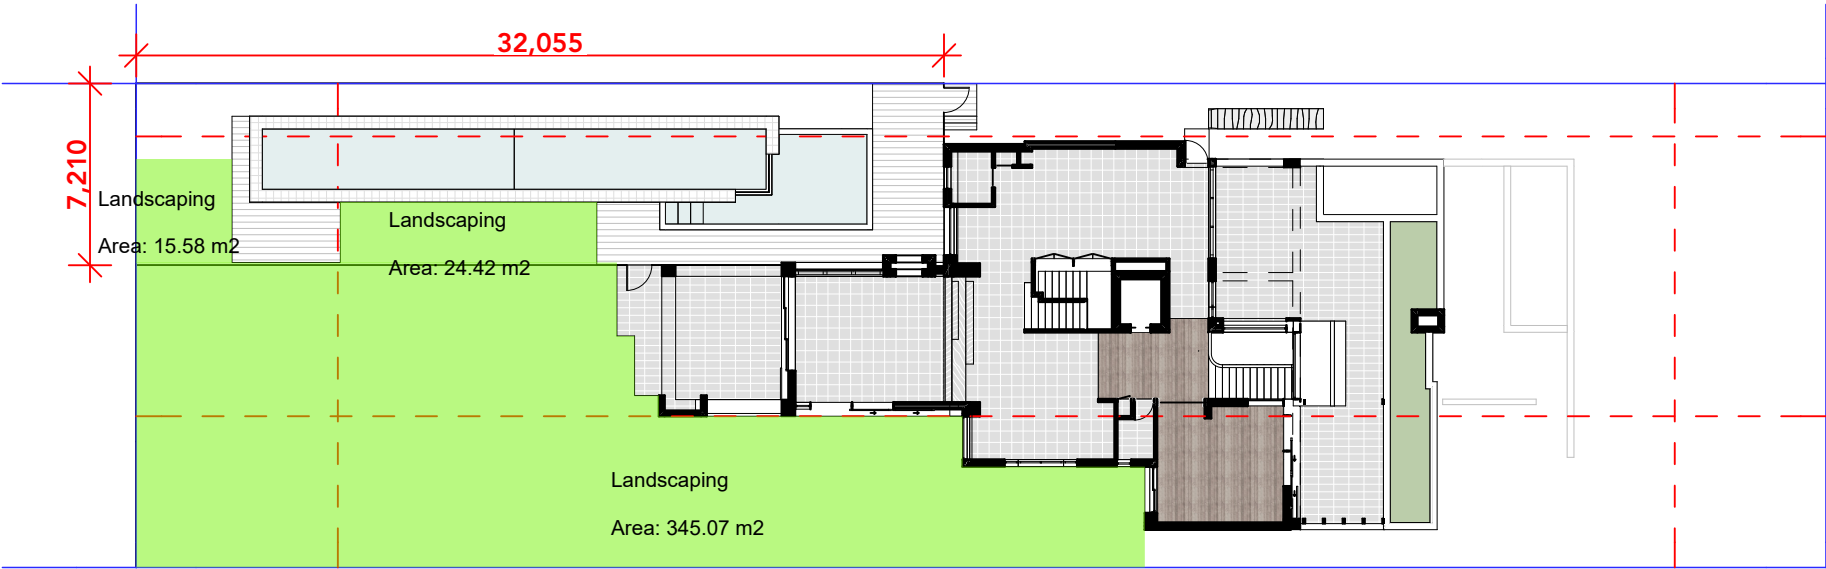 32,055
7,210
Landscaping
Area: 15.58 m2
Landscaping
Area: 24.42 m2
Landscaping
Area: 345.07 m2